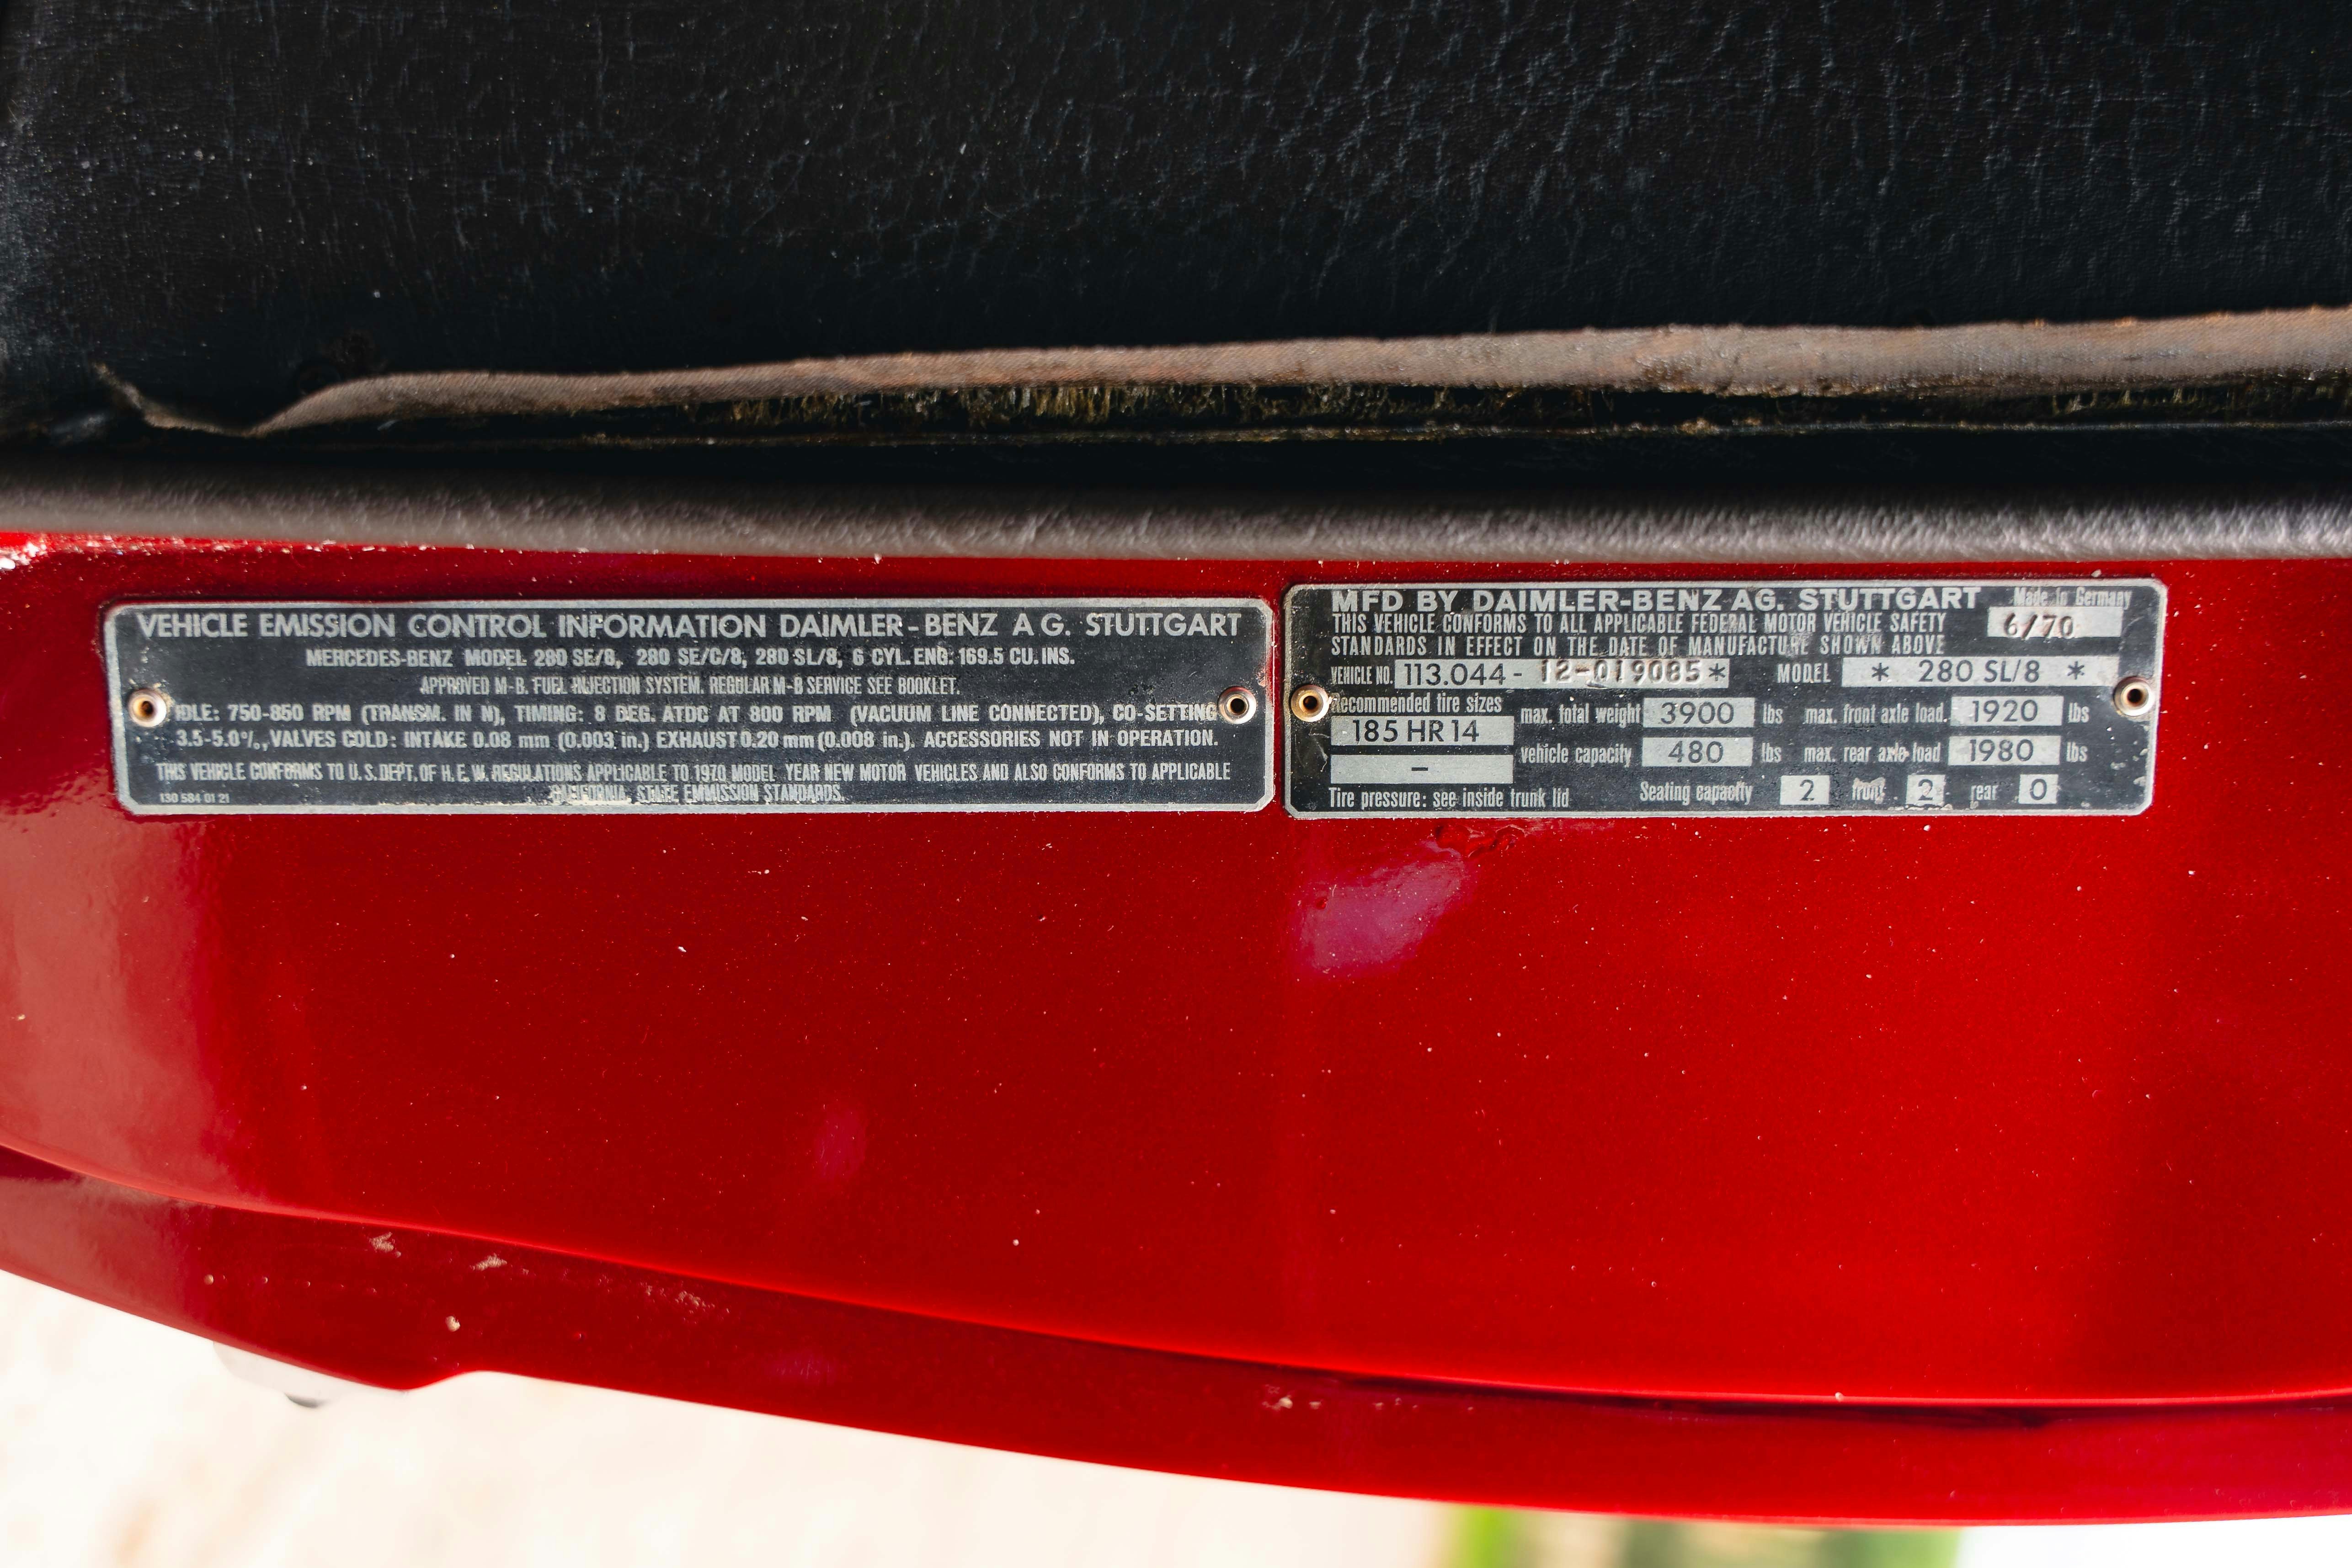 VEHICLE EMISSION CONTROL INFORMATION DAIMLER-BENZ A G. STUTTGART
MERCEDES-BENZ MODEL 280 SE/8, 280 SE/C/8, 280 SL/8, 6 CYL. ENG: 169.5 CU. INS.
APPROVED M-B. FUEL INJECTION SYSTEM. REGULAR M-B SERVICE SEE BOOKLET.
IDLE: 750-850 RPM (TRANSM. IN N), TIMING: 8 DEG. ATDC AT 800 RPM (VACUUM LINE CONNECTED), CO-SETTING
3.5-5.0%, VALVES COLD: INTAKE 0.08 mm (0.003 in.) EXHAUST 0.20 mm (0.008 in.). ACCESSORIES NOT IN OPERATION.
THIS VEHICLE CONFORMS TO U.S. DEPT. OF H.E.W. REGULATIONS APPLICABLE TO 1970 MODEL YEAR NEW MOTOR VEHICLES AND ALSO CONFORMS TO APPLICABLE
CALIFORNIA STATE EMMISSION STANDARDS.
130 584 01 21
MFD BY DAIMLER-BENZ AG. STUTTGART Made in Germany
THIS VEHICLE CONFORMS TO ALL APPLICABLE FEDERAL MOTOR VEHICLE SAFETY 6/70
STANDARDS IN EFFECT ON THE DATE OF MANUFACTURE SHOWN ABOVE
VEHICLE NO. 113.044-12-019085* MODEL * 280 SL/8 *
Recommended tire sizes
185 HR 14 max. total weight 3900 lbs max. front axle load. 1920 lbs
– vehicle capacity 480 lbs max. rear axle load 1980 lbs
Tire pressure: see inside trunk lid Seating capacity 2 front 2 rear 0